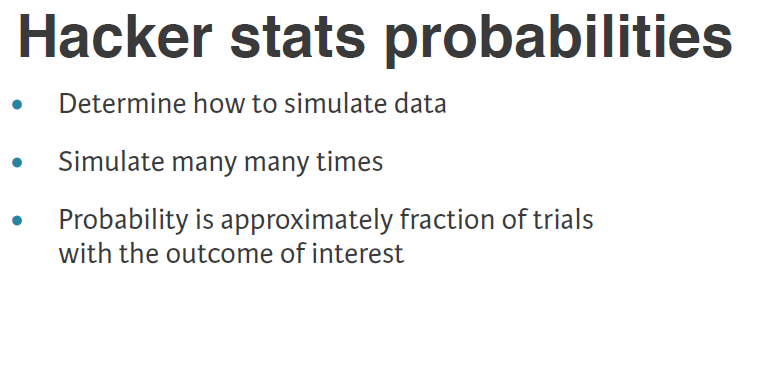 Hacker stats probabilities
• Determine how to simulate data
• Simulate many many times
• Probability is approximately fraction of trials
with the outcome of interest